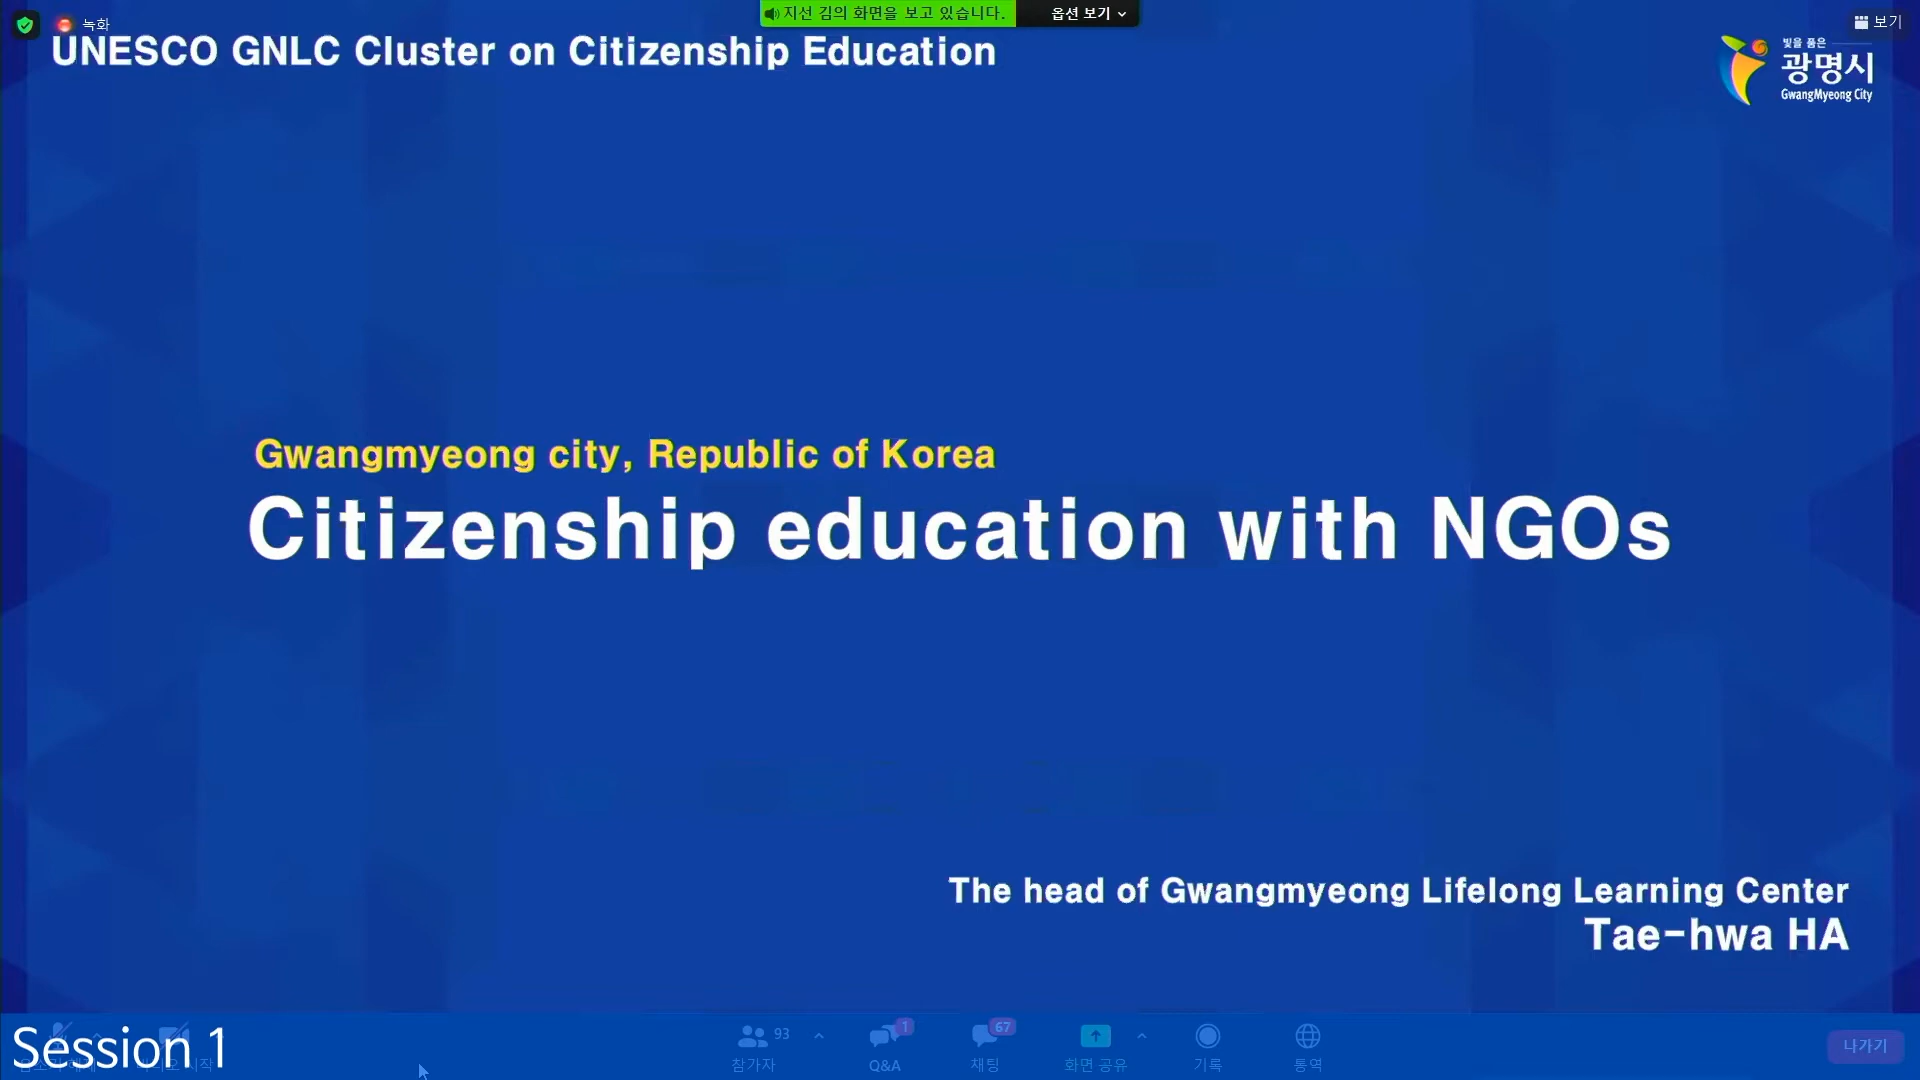 녹화
지선 김의 화면을 보고 있습니다.
옵션 보기
보기
UNESCO GNLC Cluster on Citizenship Education
빛을 품은
광명시
GwangMyeong City
Gwangmyeong city, Republic of Korea
Citizenship education with NGOs
The head of Gwangmyeong Lifelong Learning Center
Tae-hwa HA
Session 1
93
참가자
1
Q&A
67
채팅
화면 공유
기록
통역
나가기